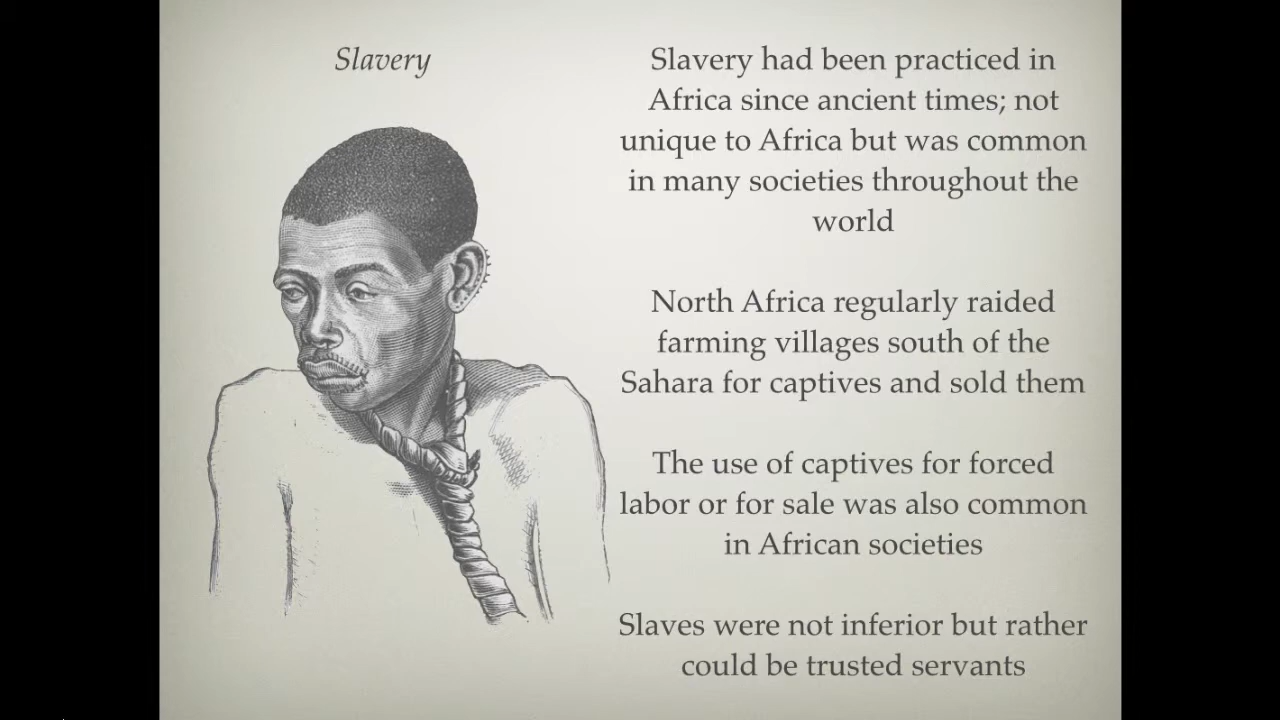 Slavery
Slavery had been practiced in
Africa since ancient times; not
unique to Africa but was common
in many societies throughout the
world
North Africa regularly raided
farming villages south of the
Sahara for captives and sold them
The use of captives for forced
labor or for sale was also common
in African societies
Slaves were not inferior but rather
could be trusted servants